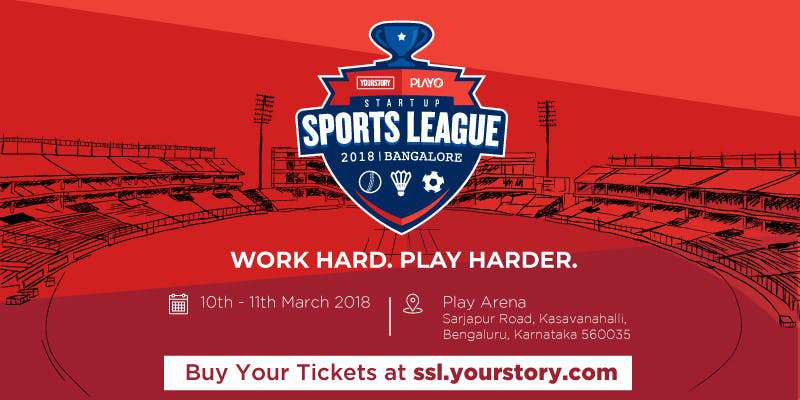 YOURSTORY PLAYO
STARTUP
SPORTS LEAGUE
2018 | BANGALORE
WORK HARD. PLAY HARDER.
10th - 11th March 2018
Play Arena
Sarjapur Road, Kasavanahalli,
Bengaluru, Karnataka 560035
Buy Your Tickets at ssl.yourstory.com